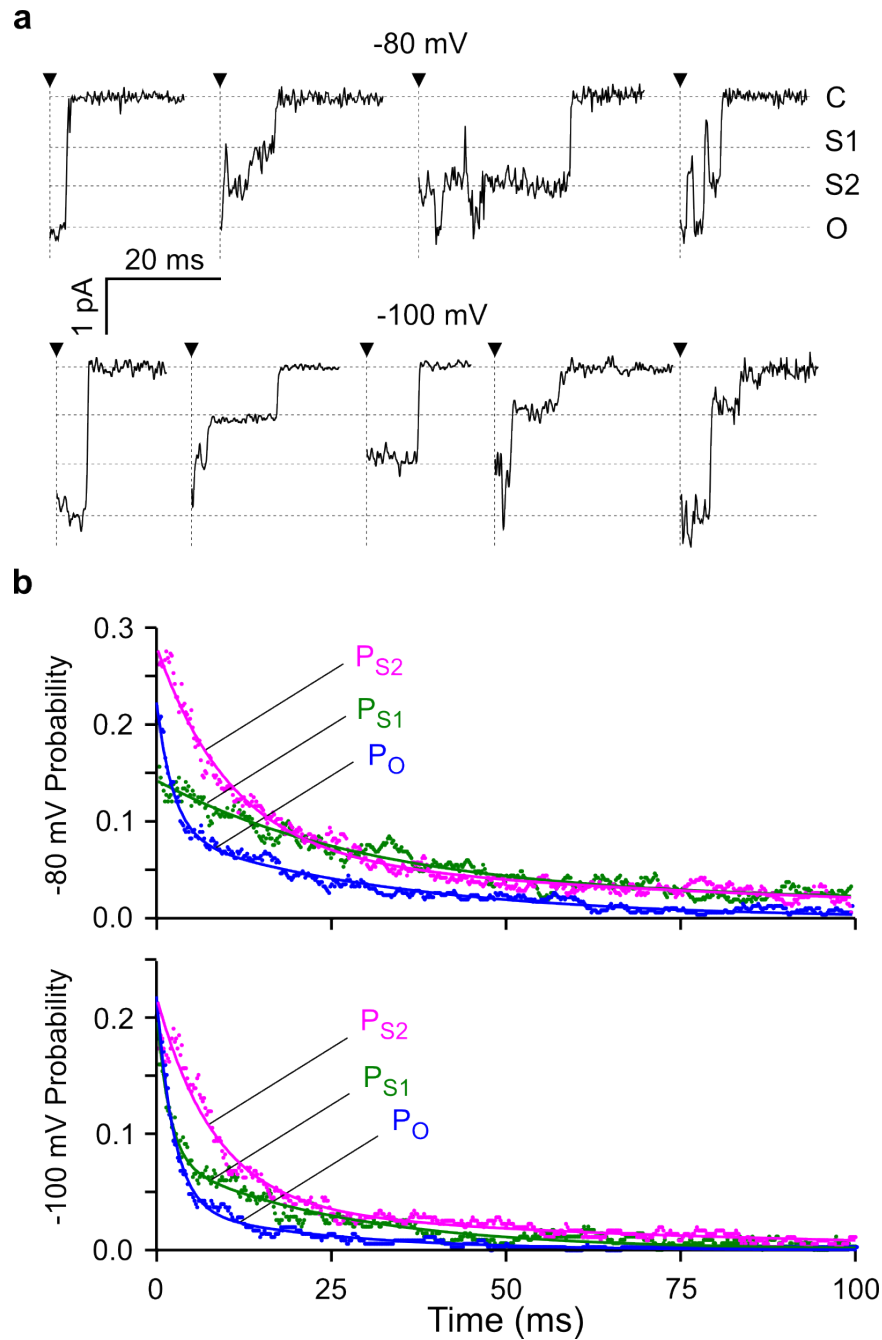 a
-80 mV
C
S1
S2
O
20 ms
1 pA
-100 mV
b
-80 mV Probability
0.3
0.2
0.1
0.0
PS2
PS1
PO
-100 mV Probability
0.2
0.1
0.0
PS2
PS1
PO
0
25
50
75
100
Time (ms)